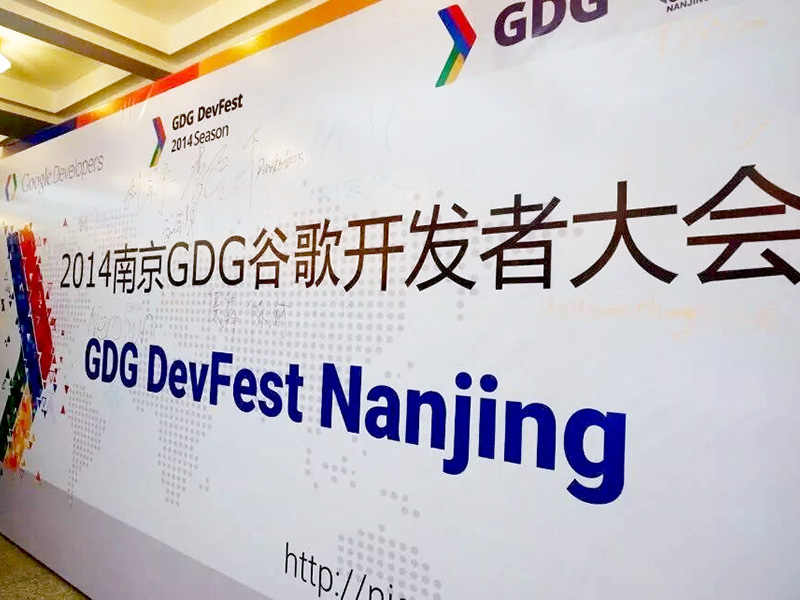 GDG
NANJING
GDG DevFest
2014 Season
Google Developers
2014南京GDG谷歌开发者大会
GDG DevFest Nanjing
http://